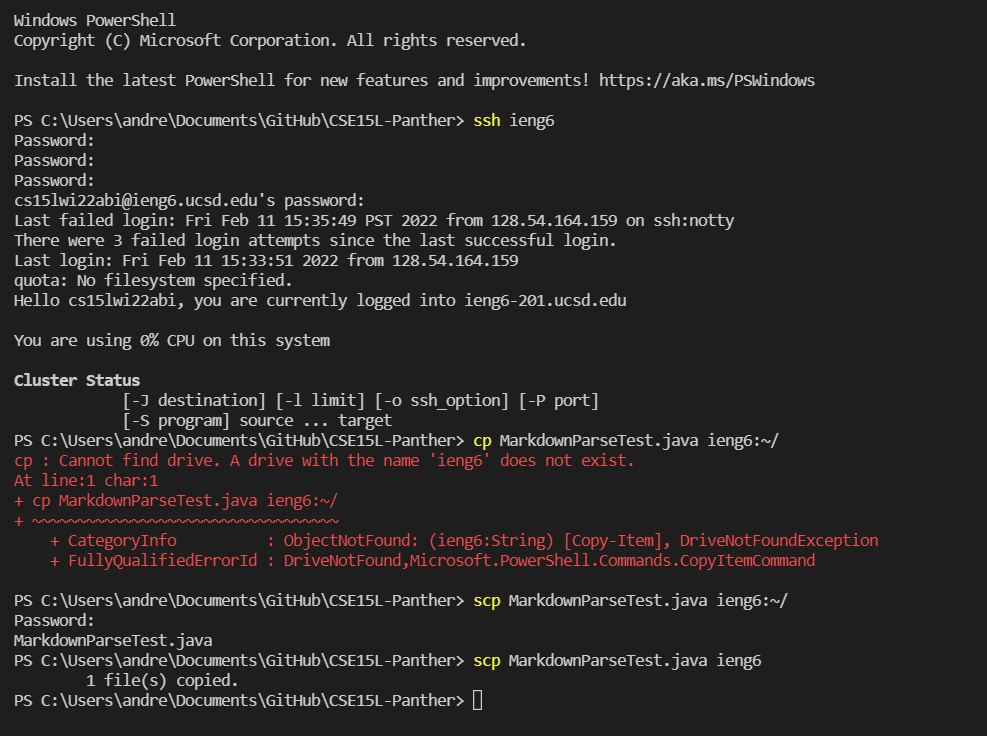 Windows PowerShell
Copyright (C) Microsoft Corporation. All rights reserved.
Install the latest PowerShell for new features and improvements! https://aka.ms/PSWindows
PS C:\Users\andre\Documents\GitHub\CSE15L-Panther> ssh ieng6
Password:
Password:
Password:
cs15lwi22abi@ieng6.ucsd.edu's password:
Last failed login: Fri Feb 11 15:35:49 PST 2022 from 128.54.164.159 on ssh:notty
There were 3 failed login attempts since the last successful login.
Last login: Fri Feb 11 15:33:51 2022 from 128.54.164.159
quota: No filesystem specified.
Hello cs15lwi22abi, you are currently logged into ieng6-201.ucsd.edu
You are using 0% CPU on this system
Cluster Status
            [-J destination] [-l limit] [-o ssh_option] [-P port]
            [-S program] source ... target
PS C:\Users\andre\Documents\GitHub\CSE15L-Panther> cp MarkdownParseTest.java ieng6:~/
cp : Cannot find drive. A drive with the name 'ieng6' does not exist.
At line:1 char:1
+ cp MarkdownParseTest.java ieng6:~/
+ ~~~~~~~~~~~~~~~~~~~~~~~~~~~~~~~~~~
    + CategoryInfo          : ObjectNotFound: (ieng6:String) [Copy-Item], DriveNotFoundException
    + FullyQualifiedErrorId : DriveNotFound,Microsoft.PowerShell.Commands.CopyItemCommand
PS C:\Users\andre\Documents\GitHub\CSE15L-Panther> scp MarkdownParseTest.java ieng6:~/
Password:
MarkdownParseTest.java
PS C:\Users\andre\Documents\GitHub\CSE15L-Panther> scp MarkdownParseTest.java ieng6
        1 file(s) copied.
PS C:\Users\andre\Documents\GitHub\CSE15L-Panther>